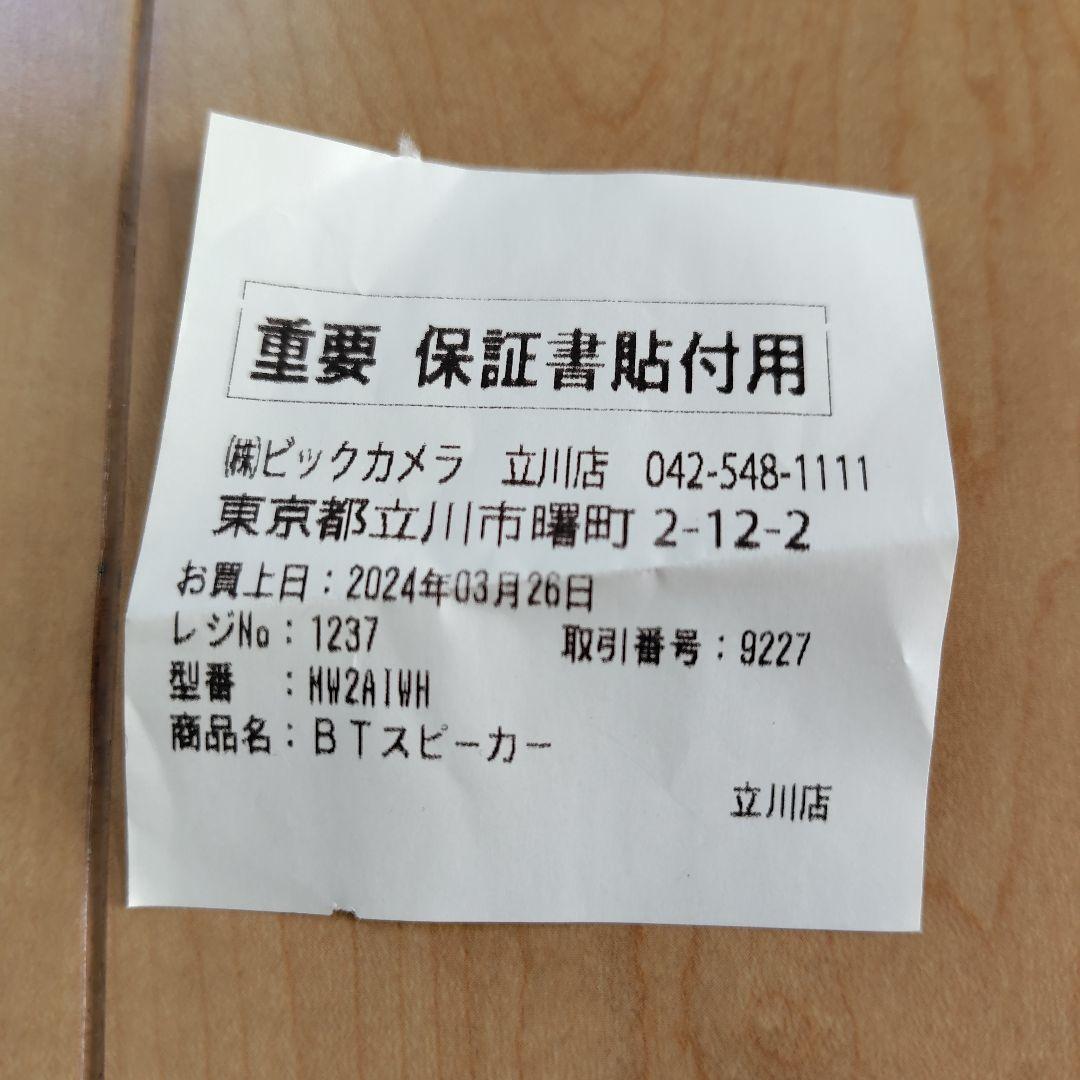 重要 保証書貼付用
㈱ビックカメラ 立川店 042-548-1111
東京都立川市曙町 2-12-2
お買上日：2024年03月26日
レジNo：1237 取引番号：9227
型番 ：MW2AIWH
商品名：ＢＴスピーカー
立川店